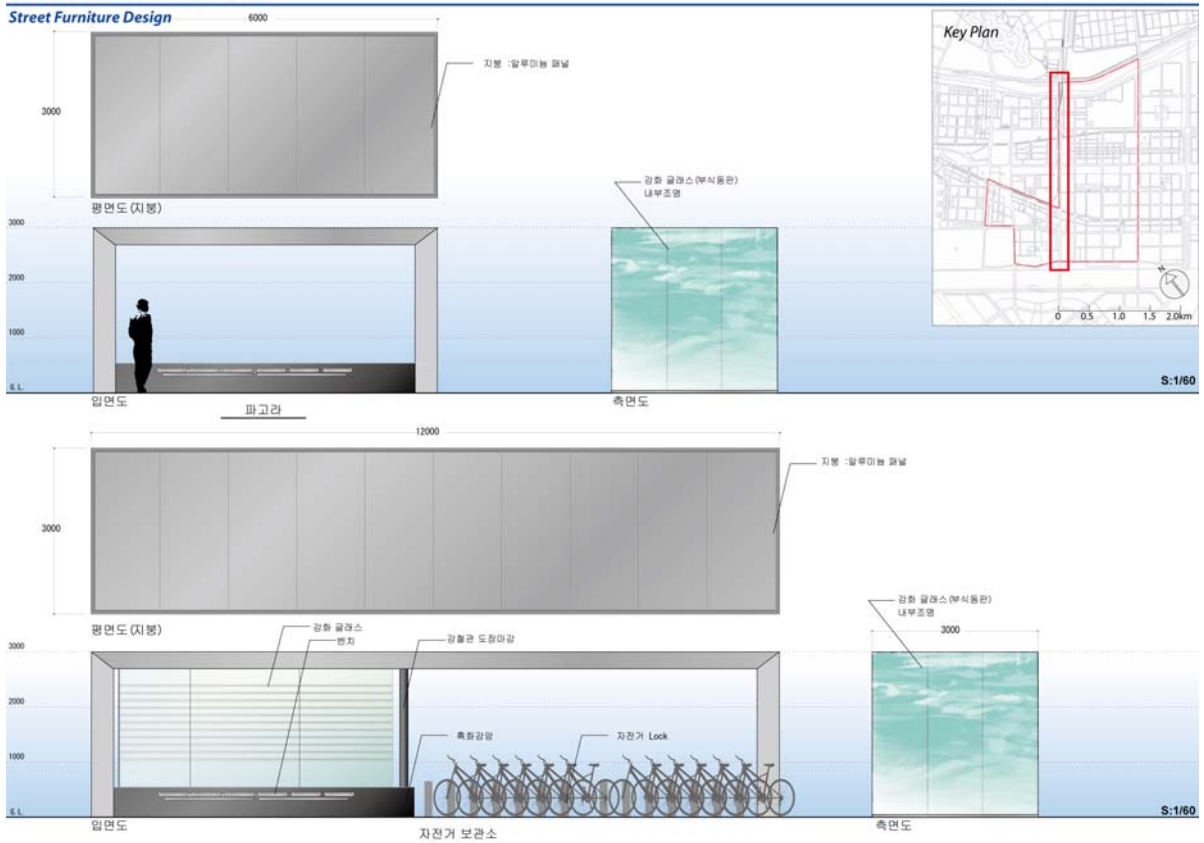 Street Furniture Design
6000
3000
지붕 :알루미늄 패널
평면도(지붕)
Key Plan
N
0 0.5 1.0 1.5 2.0km
강화 글래스(부식동판)
내부조명
3000
2000
1000
G. L.
입면도
측면도
S:1/60
파고라
12000
3000
지붕 :알루미늄 패널
평면도(지붕)
강화 글래스
벤치
강철관 도장마감
강화 글래스(부식동판)
내부조명
3000
3000
2000
1000
흑화강암
자전거 Lock
G. L.
입면도
자전거 보관소
측면도
S:1/60